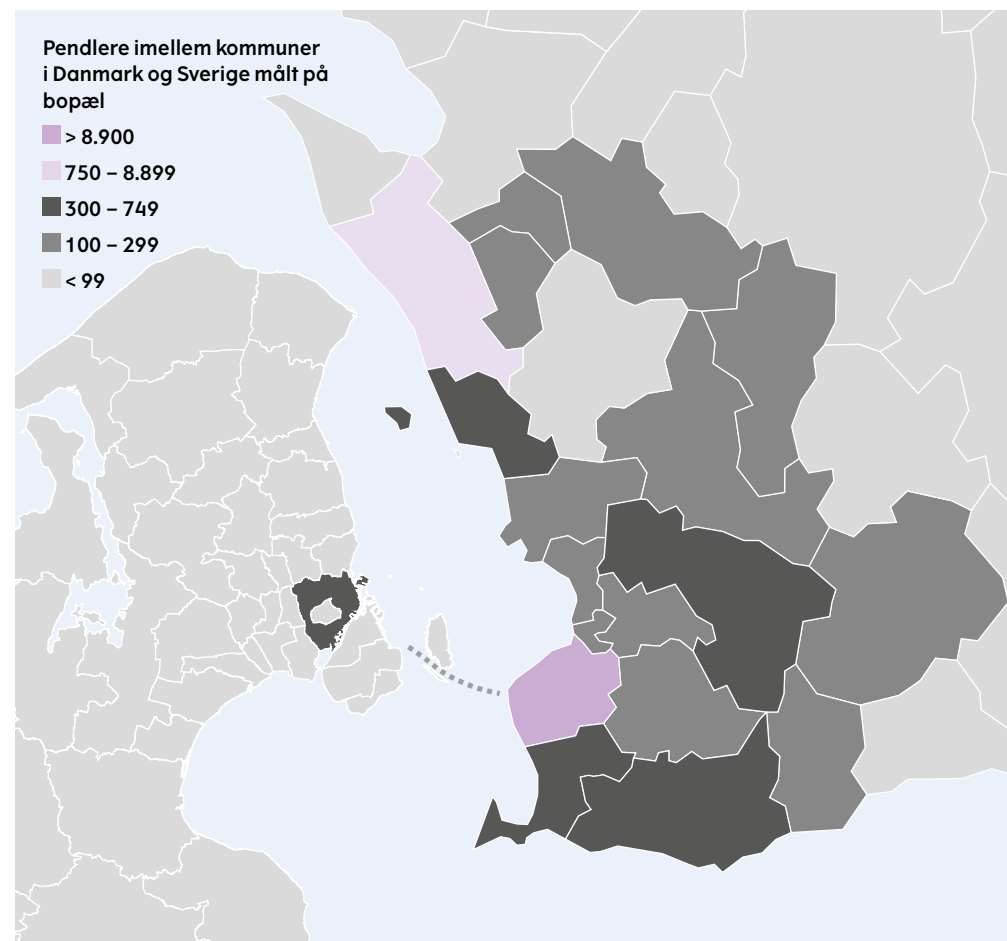 Pendlere imellem kommuner
i Danmark og Sverige målt på
bopæl
> 8.900
750 – 8.899
300 – 749
100 – 299
< 99